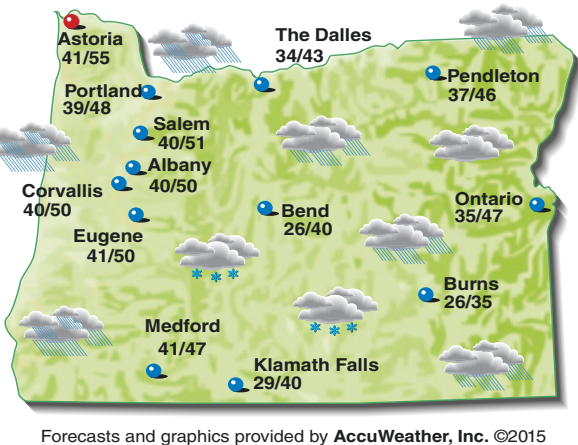 Astoria
41/55
The Dalles
34/43
Portland
39/48
Pendleton
37/46
Salem
40/51
Albany
40/50
Corvallis
40/50
Eugene
41/50
Bend
26/40
Ontario
35/47
Burns
26/35
Medford
41/47
Klamath Falls
29/40
Forecasts and graphics provided by AccuWeather, Inc. ©2015